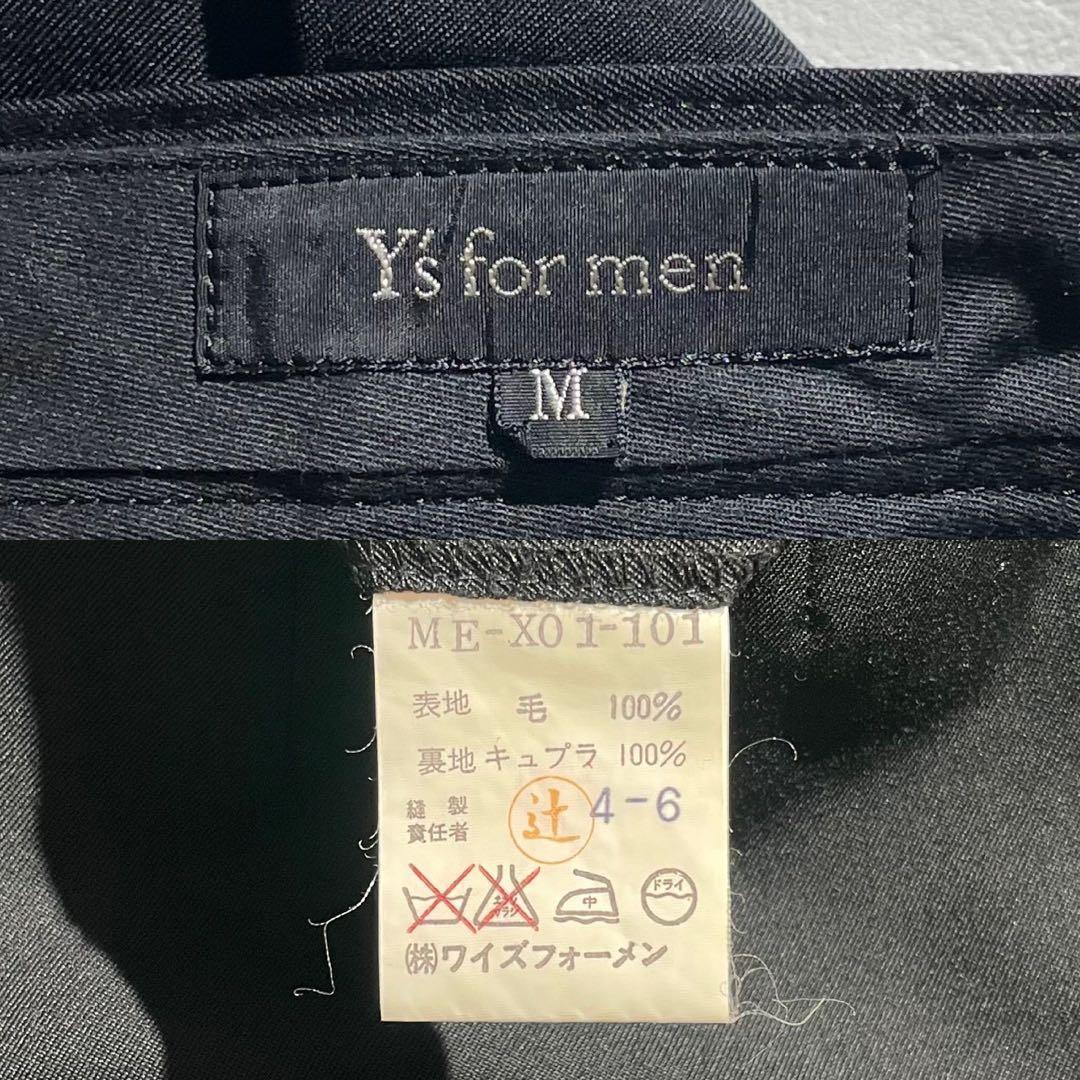 Y's for men
M
ME-X01-101
表地 毛 100%
裏地 キュプラ 100%
縫製
責任者 辻 4-6
中 ドライ
㈱ワイズフォーメン